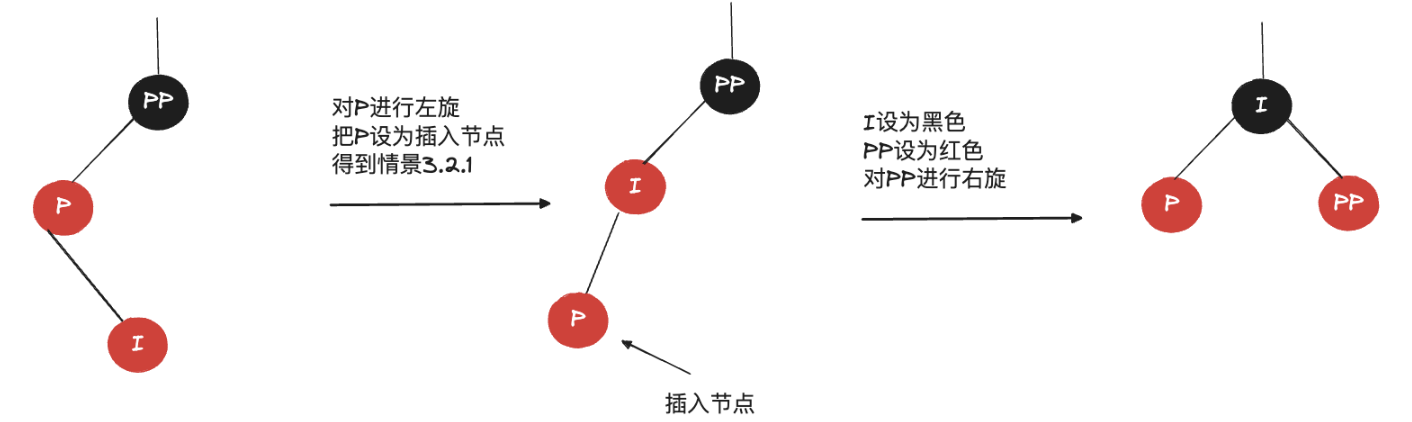 PP
P
I
对P进行左旋
把P设为插入节点
得到情景3.2.1
PP
I
P
插入节点
I设为黑色
PP设为红色
对PP进行右旋
I
P
PP